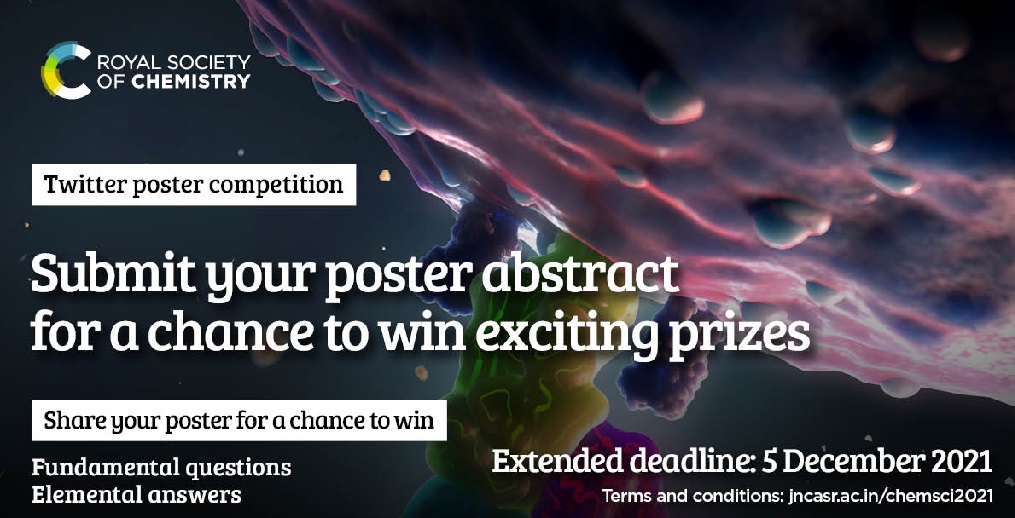 ROYAL SOCIETY
OF CHEMISTRY
Twitter poster competition
Submit your poster abstract
for a chance to win exciting prizes
Share your poster for a chance to win
Fundamental questions
Elemental answers
Extended deadline: 5 December 2021
Terms and conditions: jncasr.ac.in/chemsci2021